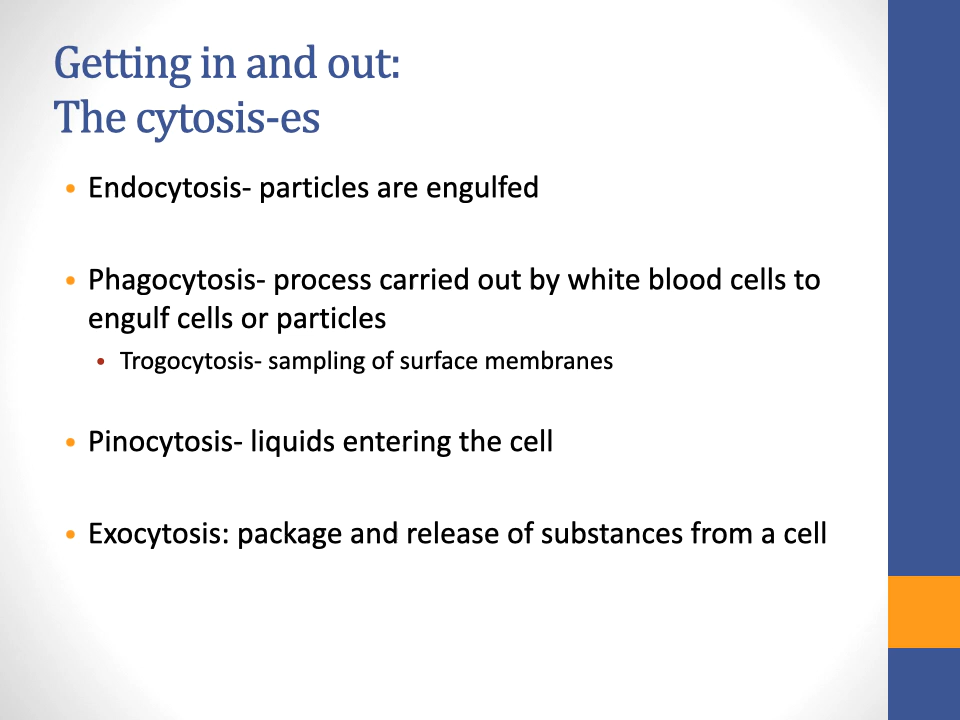 Getting in and out:
The cytosis-es
• Endocytosis- particles are engulfed
• Phagocytosis- process carried out by white blood cells to
engulf cells or particles
• Trogocytosis- sampling of surface membranes
• Pinocytosis- liquids entering the cell
• Exocytosis: package and release of substances from a cell